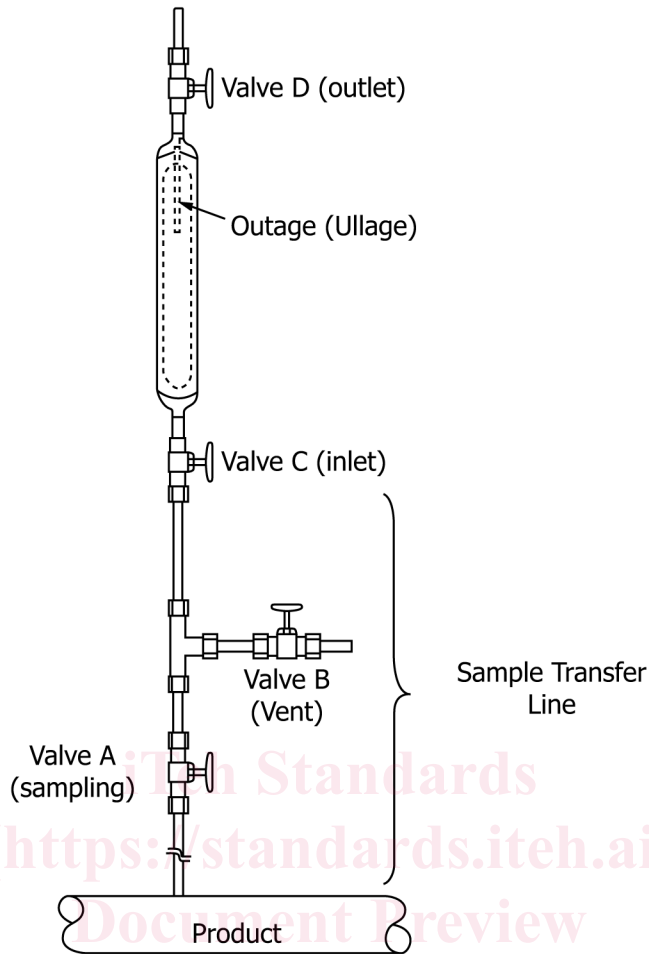 Valve D (outlet)
Outage (Ullage)
Valve C (inlet)
Valve B
(Vent)
Sample Transfer
Line
Valve A
(sampling)
iTeh Standards
https://standards.iteh.ai
Document Preview
Product